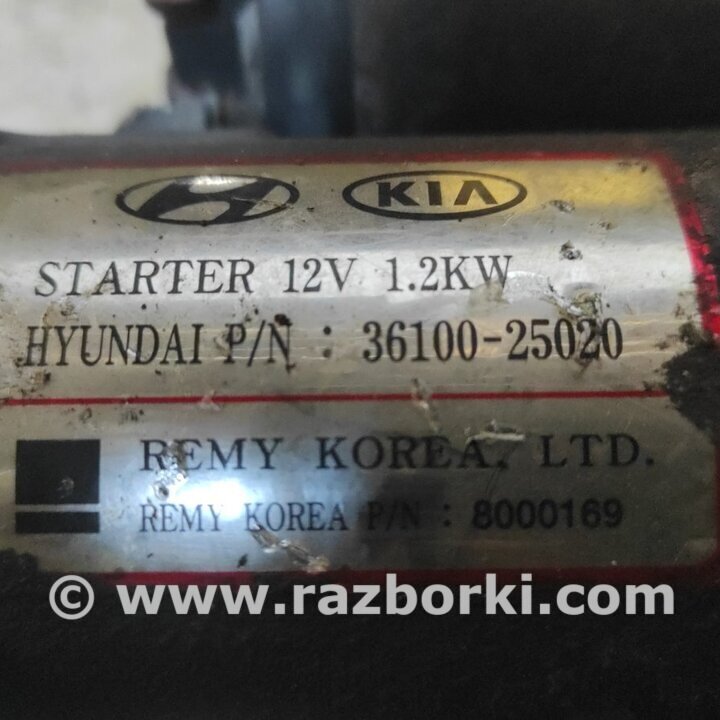 KIA
STARTER 12V 1.2KW
HYUNDAI P/N : 36100-25020
REMY KOREA, LTD.
REMY KOREA P/N : 8000169
© www.razborki.com